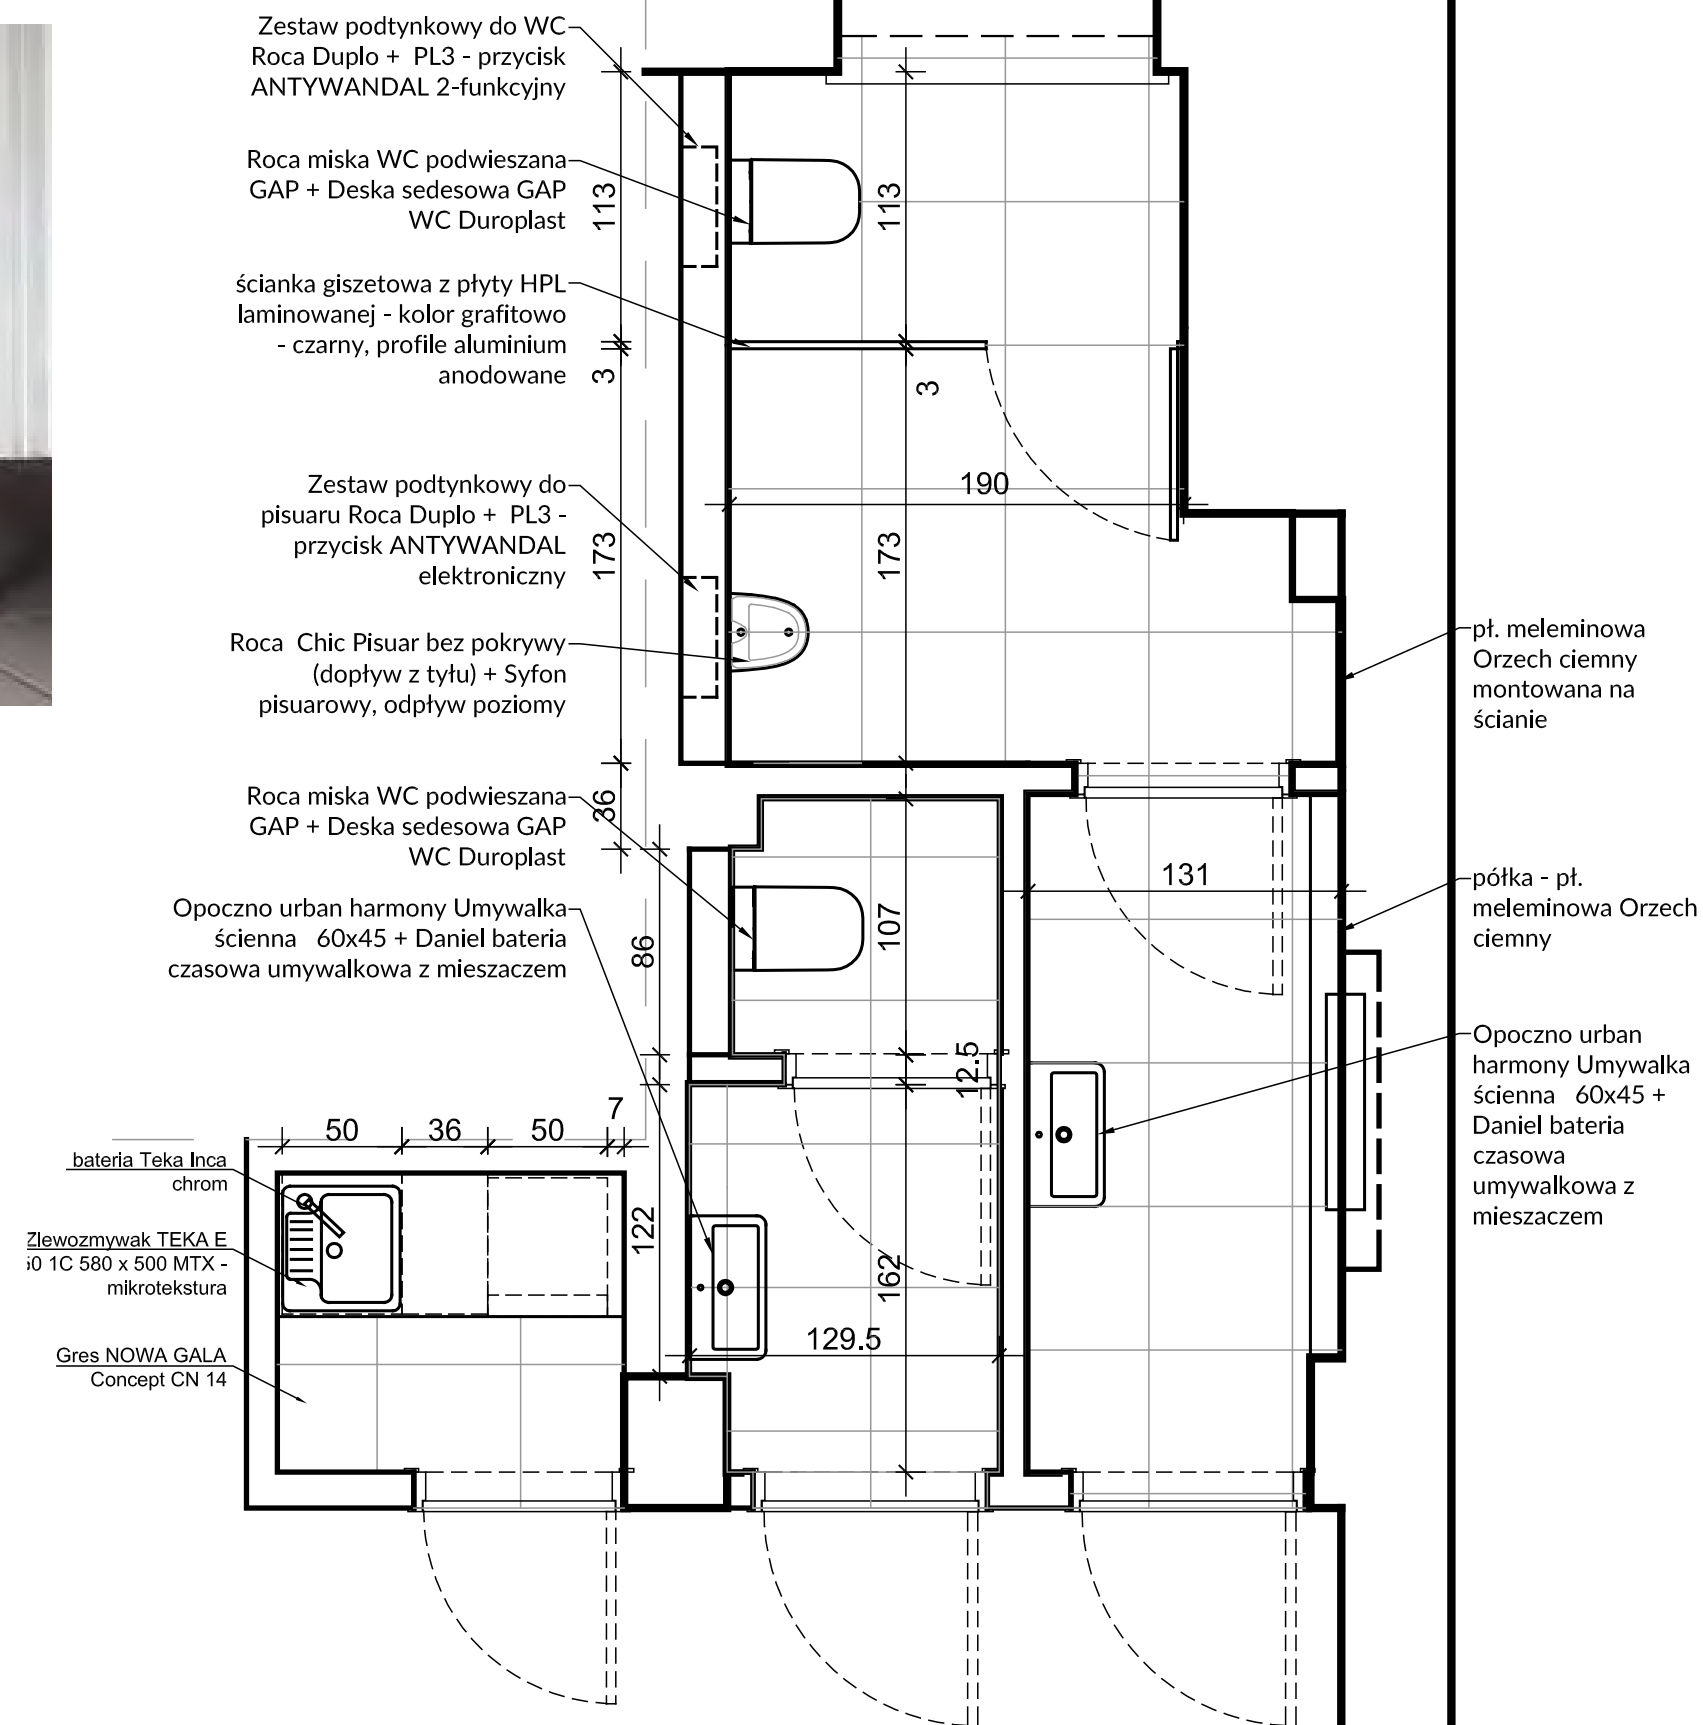 Zestaw podtynkowy do WC
Roca Duplo + PL3 - przycisk
ANTYWANDAL 2-funkcyjny
Roca miska WC podwieszana
GAP + Deska sedesowa GAP
WC Duroplast
113
113
ścianka giszetowa z płyty HPL
laminowanej - kolor grafitowo
- czarny, profile aluminium
anodowane
3
3
190
Zestaw podtynkowy do
pisuaru Roca Duplo + PL3 -
przycisk ANTYWANDAL
elektroniczny
173
173
Roca Chic Pisuar bez pokrywy
(dopływ z tyłu) + Syfon
pisuarowy, odpływ poziomy
pł. meleminowa
Orzech ciemny
montowana na
ścianie
Roca miska WC podwieszana
GAP + Deska sedesowa GAP
WC Duroplast
36
131
półka - pł.
meleminowa Orzech
ciemny
Opoczno urban harmony Umywalka
ścienna 60x45 + Daniel bateria
czasowa umywalkowa z mieszaczem
86
107
12.5
Opoczno urban
harmony Umywalka
ścienna 60x45 +
Daniel bateria
czasowa
umywalkowa z
mieszaczem
50
36
50
7
bateria Teka Inca
chrom
122
Zlewozmywak TEKA E
50 1C 580 x 500 MTX -
mikrotekstura
162
129.5
Gres NOWA GALA
Concept CN 14